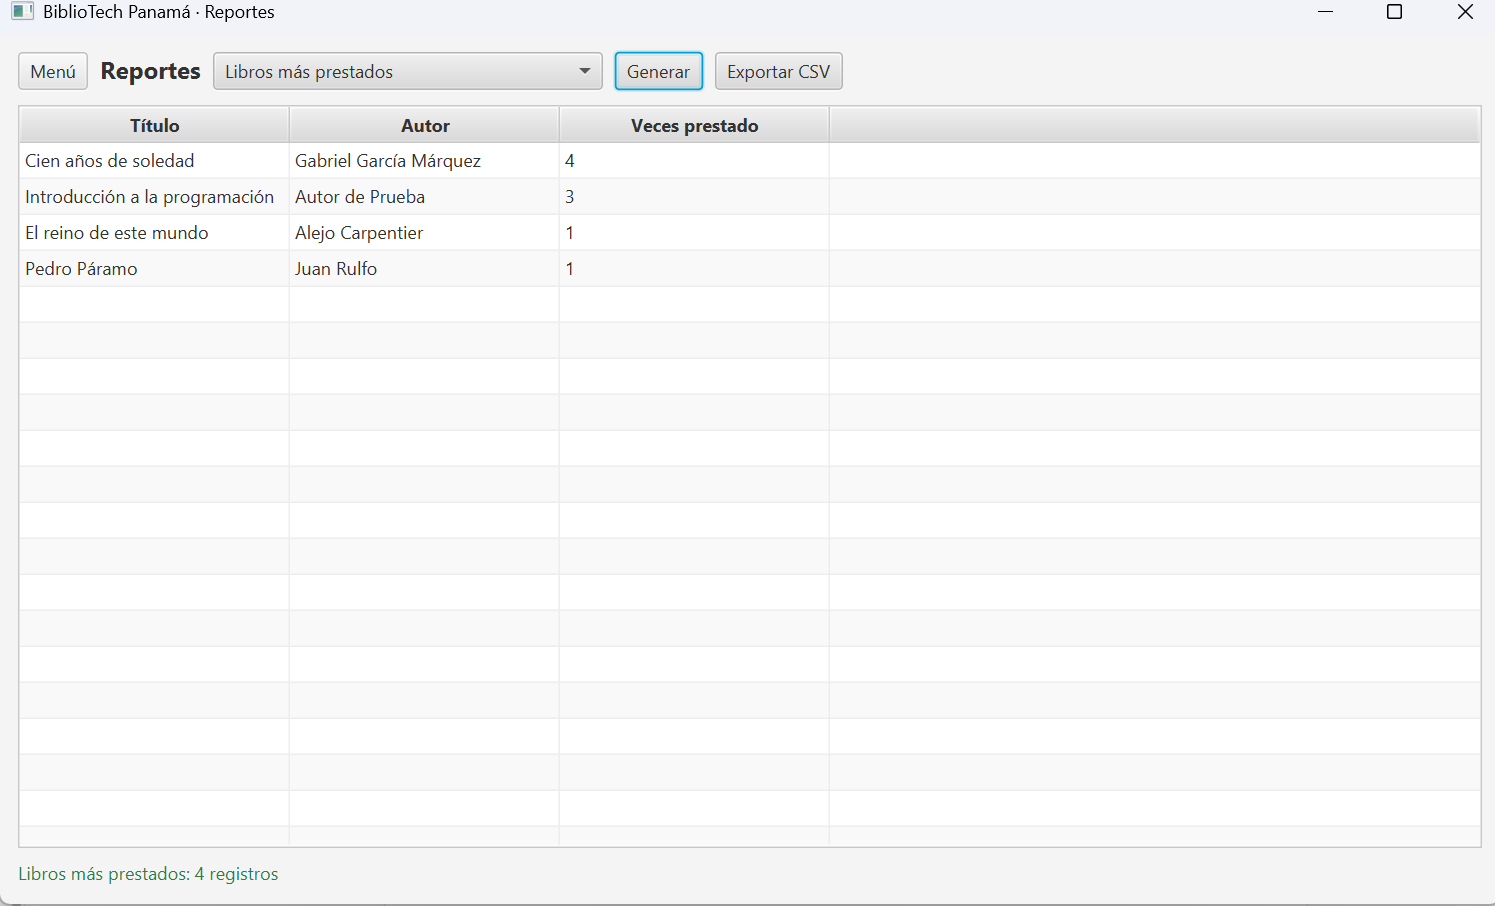 BiblioTech Panamá · Reportes
Menú Reportes Libros más prestados Generar Exportar CSV
Título Autor Veces prestado
Cien años de soledad Gabriel García Márquez 4
Introducción a la programación Autor de Prueba 3
El reino de este mundo Alejo Carpentier 1
Pedro Páramo Juan Rulfo 1
Libros más prestados: 4 registros